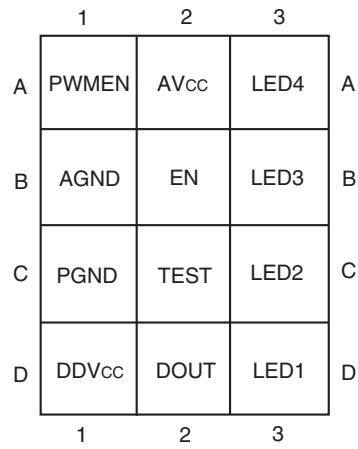 1 2 3
A PWMEN AVCC LED4 A
B AGND EN LED3 B
C PGND TEST LED2 C
D DDVCC DOUT LED1 D
1 2 3